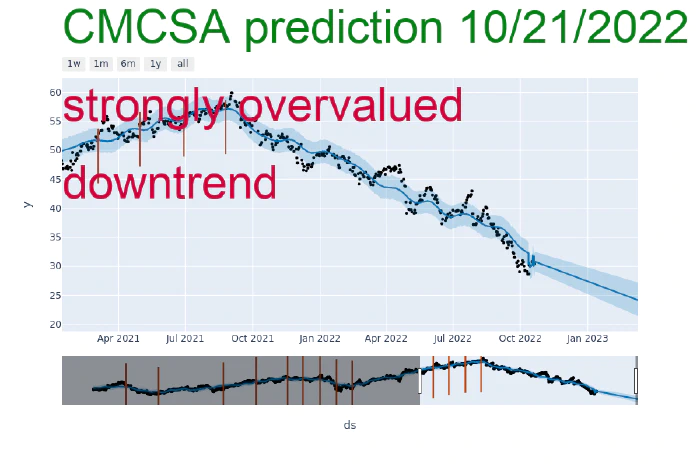 CMCSA prediction 10/21/2022
1w 1m 6m 1y all
60
strongly overvalued
55
50
45
downtrend
y
40
35
30
25
20
Apr 2021 Jul 2021 Oct 2021 Jan 2022 Apr 2022 Jul 2022 Oct 2022 Jan 2023
ds